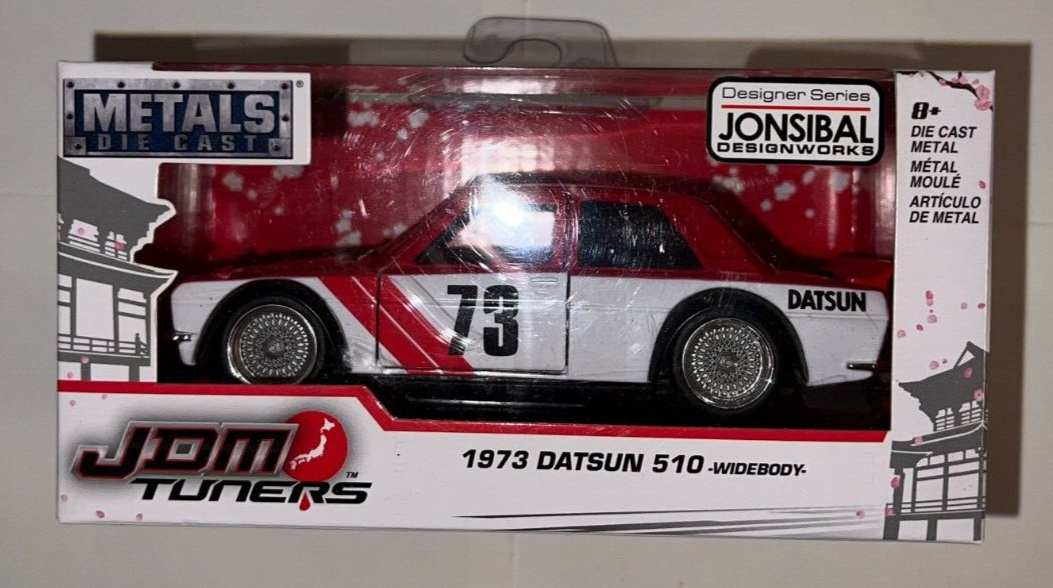 METALS®
DIE CAST
Designer Series
JONSIBAL
DESIGNWORKS
8+
DIE CAST
METAL
MÉTAL
MOULÉ
ARTÍCULO
DE METAL
73
DATSUN
JDM
TUNERS™
1973 DATSUN 510 -WIDEBODY-